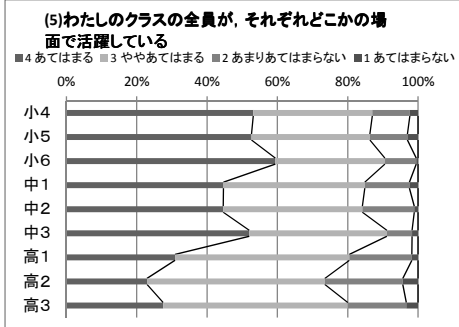 (5)わたしのクラスの全員が，それぞれどこかの場
面で活躍している
■4 あてはまる ■3 ややあてはまる ■2 あまりあてはまらない ■1 あてはまらない
0% 20% 40% 60% 80% 100%
小4
小5
小6
中1
中2
中3
高1
高2
高3